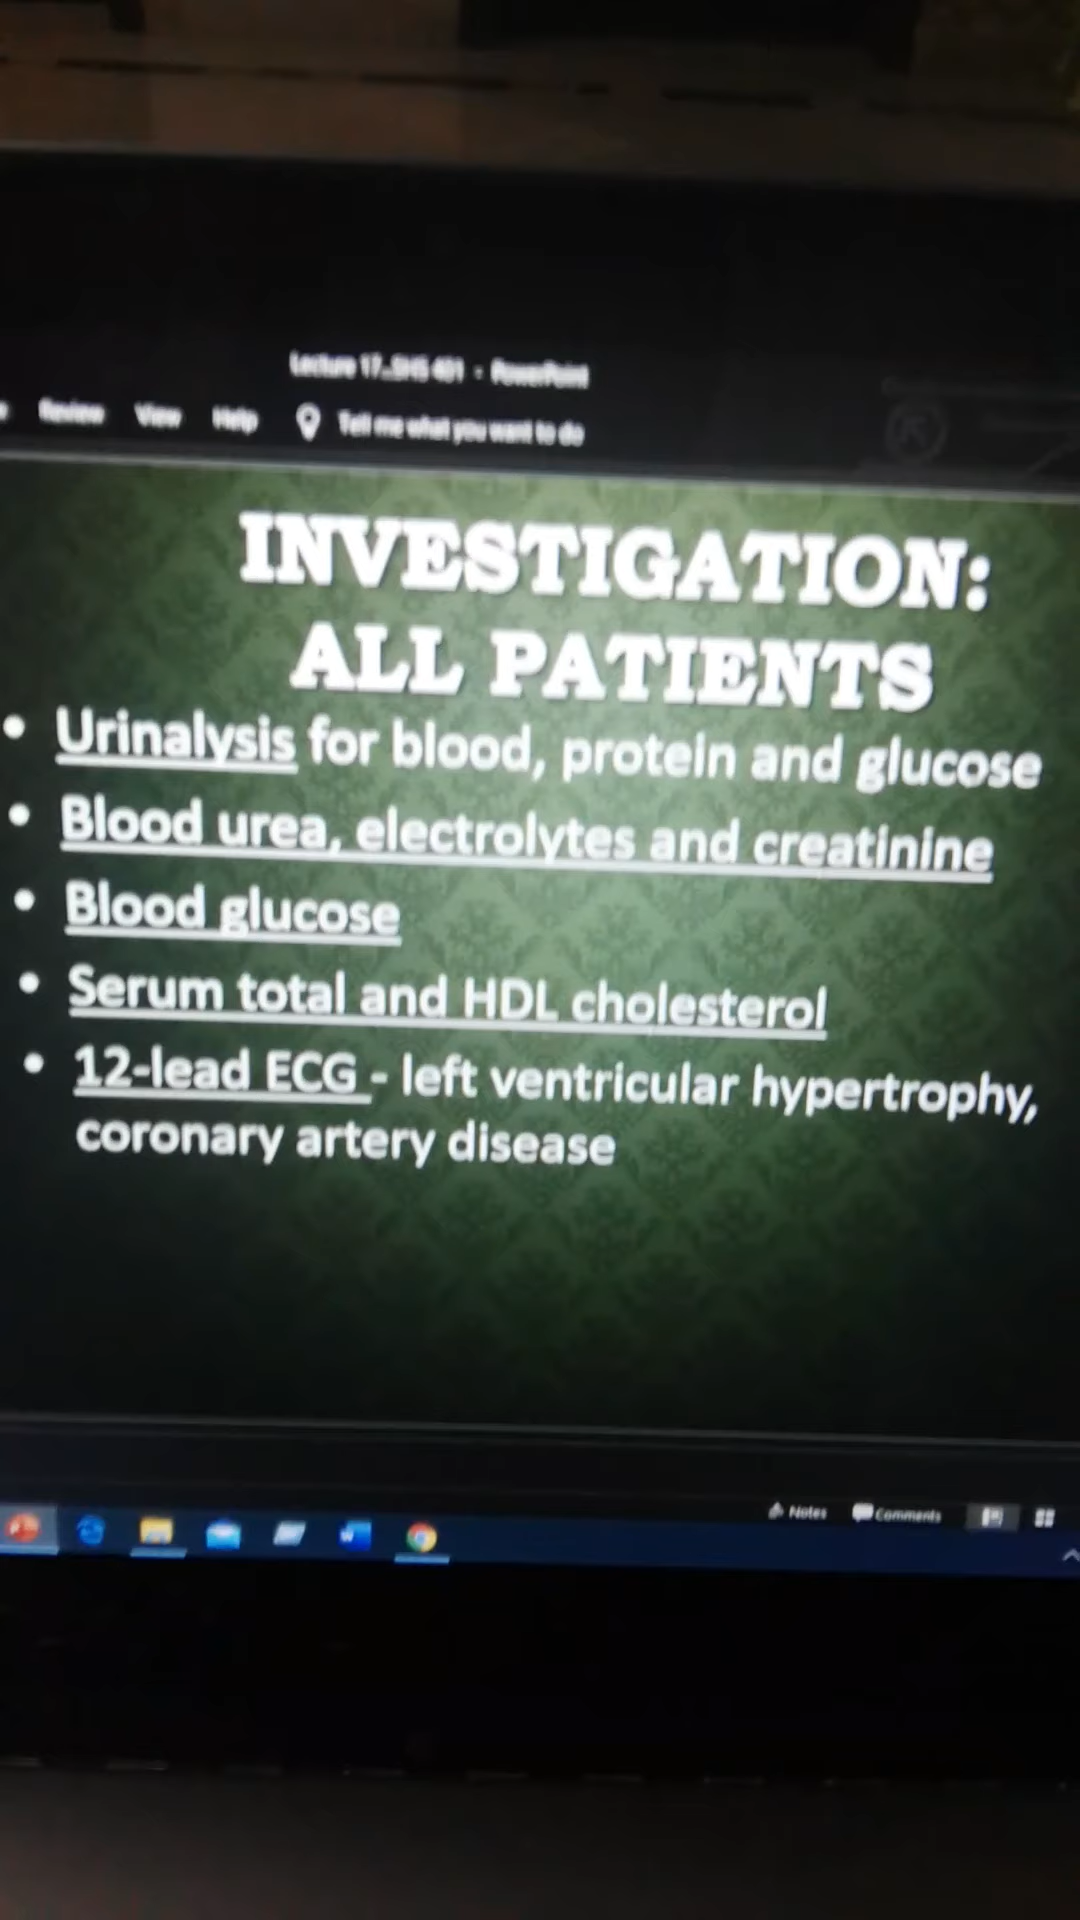 Lecture 17..SHS 401 - PowerPoint
Review View Help Tell me what you want to do
INVESTIGATION:
ALL PATIENTS
• Urinalysis for blood, protein and glucose
• Blood urea, electrolytes and creatinine
• Blood glucose
• Serum total and HDL cholesterol
• 12-lead ECG - left ventricular hypertrophy,
coronary artery disease
Notes Comments